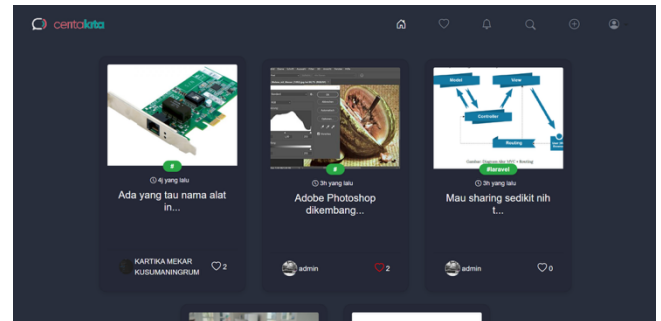 ceritakita
#
4j yang lalu
Ada yang tau nama alat
in...
KARTIKA MEKAR
KUSUMANINGRUM
2
#
3h yang lalu
Adobe Photoshop
dikembang...
admin
2
Model
View
Controller
Routing
#laravel
3h yang lalu
Mau sharing sedikit nih
t...
admin
0